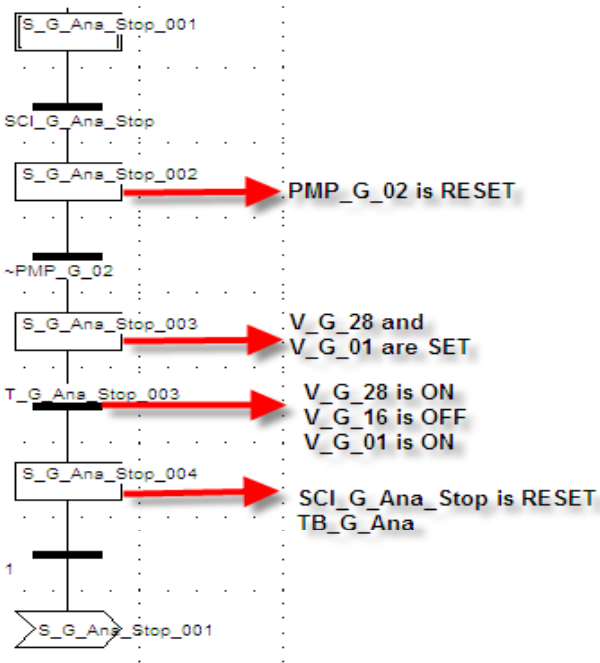 S_G_Ana_Stop_001
SCI_G_Ana_Stop
S_G_Ana_Stop_002
PMP_G_02 is RESET
~PMP_G_02
S_G_Ana_Stop_003
V_G_28 and
V_G_01 are SET
T_G_Ana_Stop_003
V_G_28 is ON
V_G_16 is OFF
V_G_01 is ON
S_G_Ana_Stop_004
SCI_G_Ana_Stop is RESET
TB_G_Ana
1
S_G_Ana_Stop_001